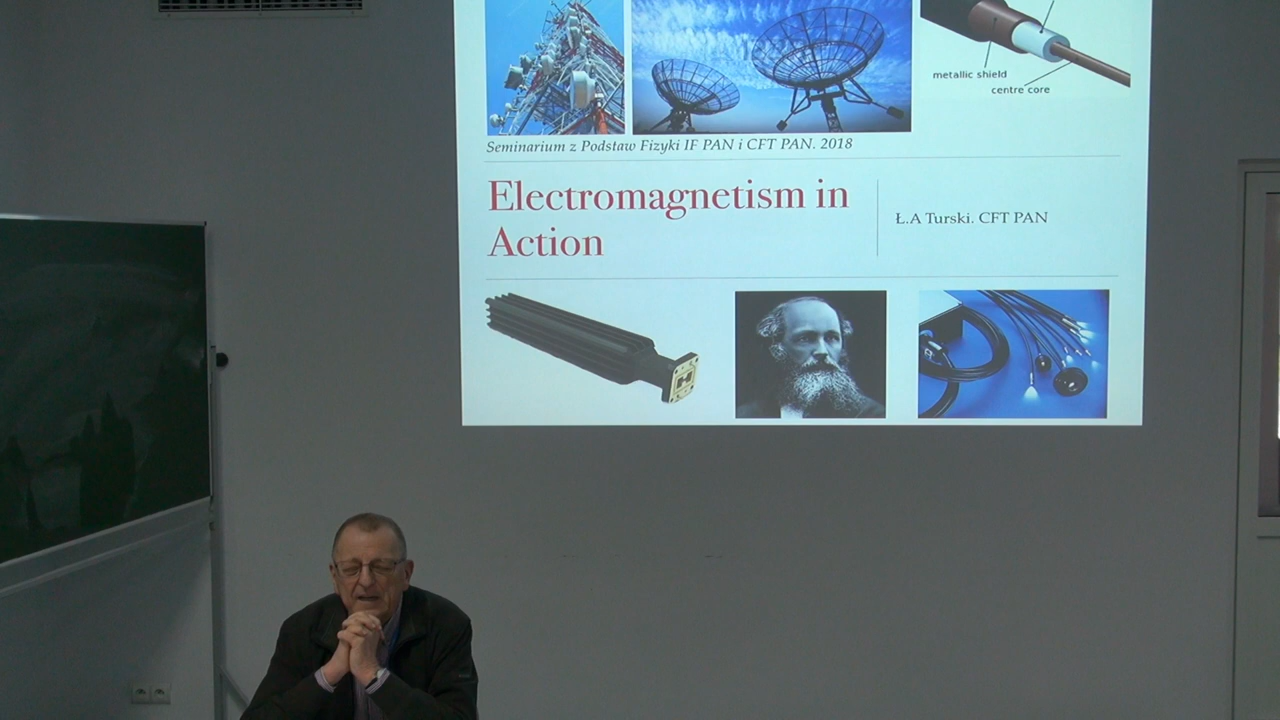 metallic shield
centre core
Seminarium z Podstaw Fizyki IF PAN i CFT PAN. 2018
Electromagnetism in
Action
Ł.A Turski. CFT PAN